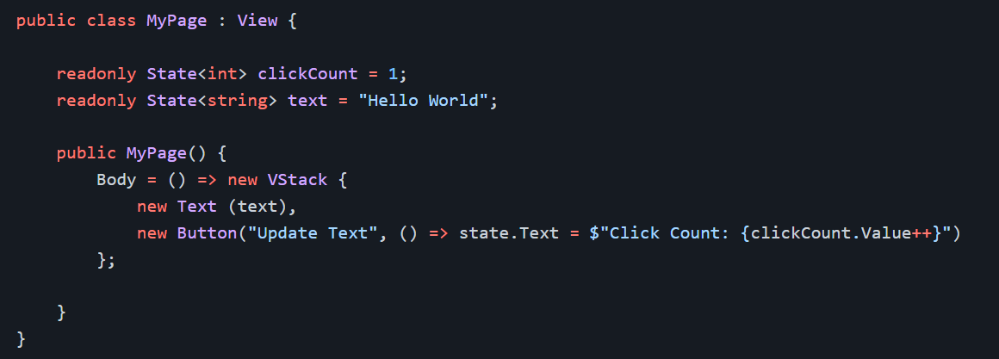 public class MyPage : View {
    readonly State<int> clickCount = 1;
    readonly State<string> text = "Hello World";
    public MyPage() {
        Body = () => new VStack {
            new Text (text),
            new Button("Update Text", () => state.Text = $"Click Count: {clickCount.Value++}")
        };
    }
}